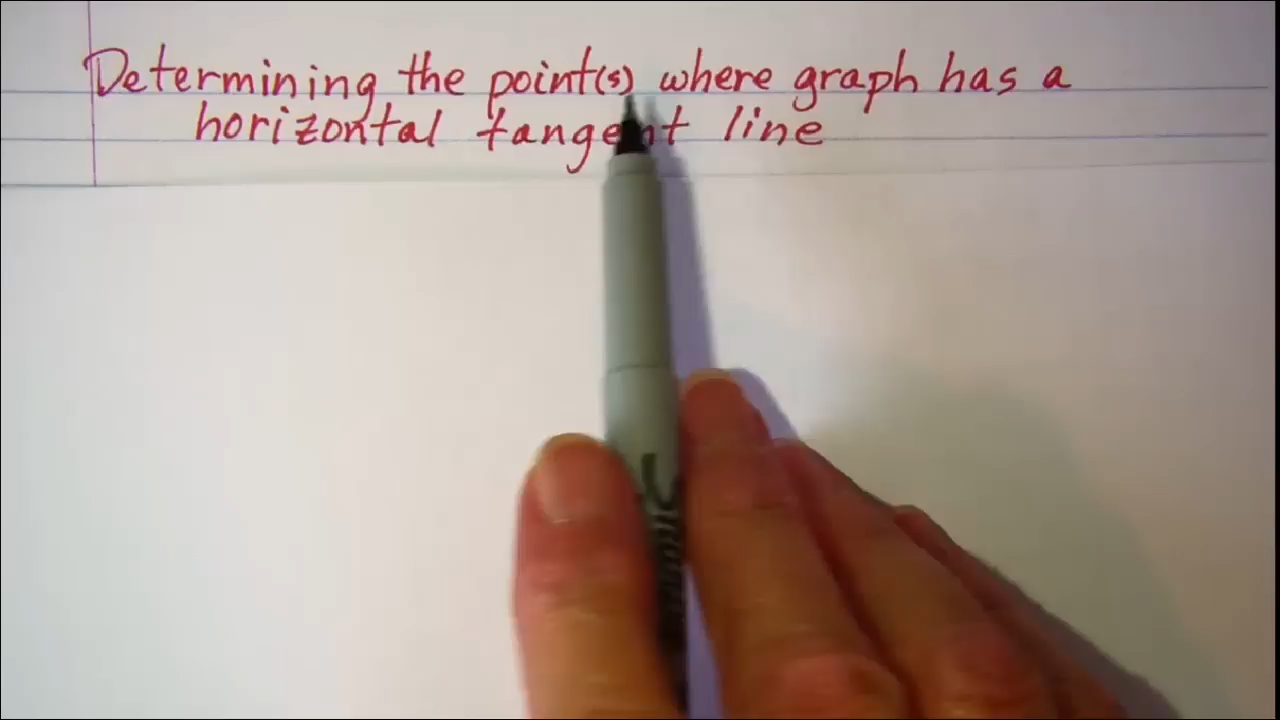 Determining the point(s) where graph has a
horizontal tangent line